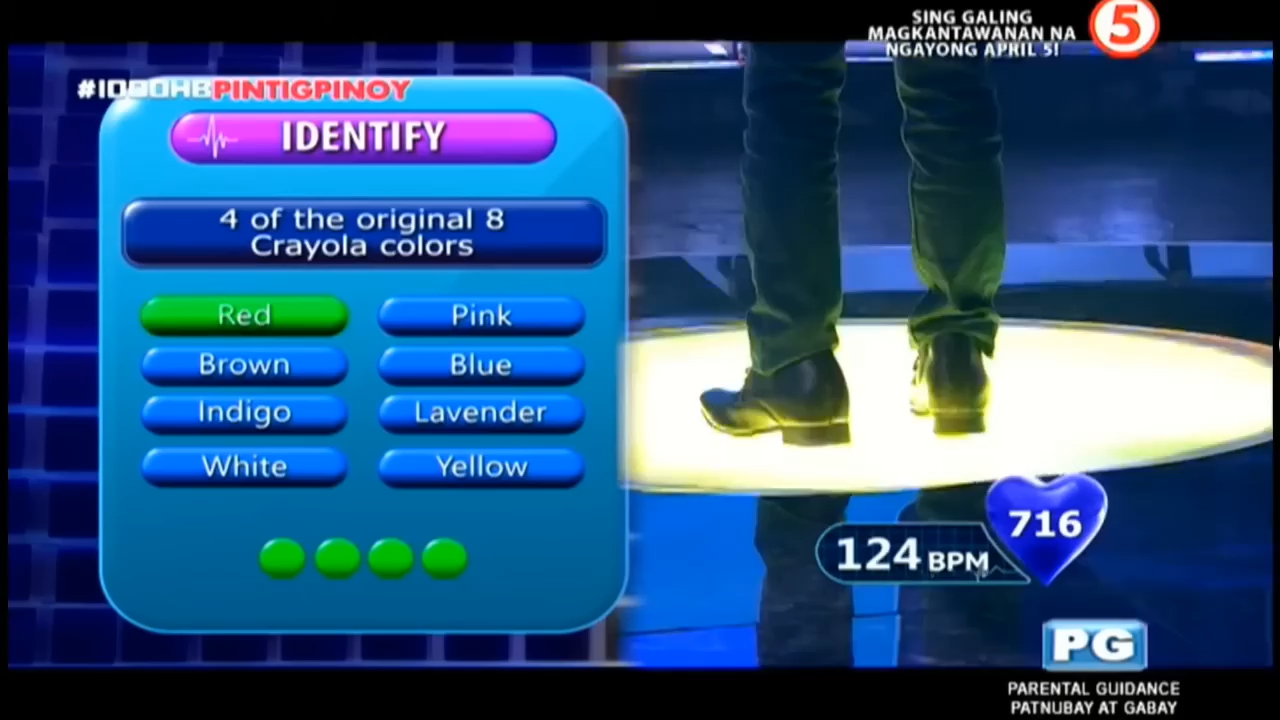 SING GALING
MAGKANTAWANAN NA
NGAYONG APRIL 5!
5
#1000HBPINTIGPINOY
IDENTIFY
4 of the original 8
Crayola colors
Red
Pink
Brown
Blue
Indigo
Lavender
White
Yellow
716
124 BPM
PG
PARENTAL GUIDANCE
PATNUBAY AT GABAY